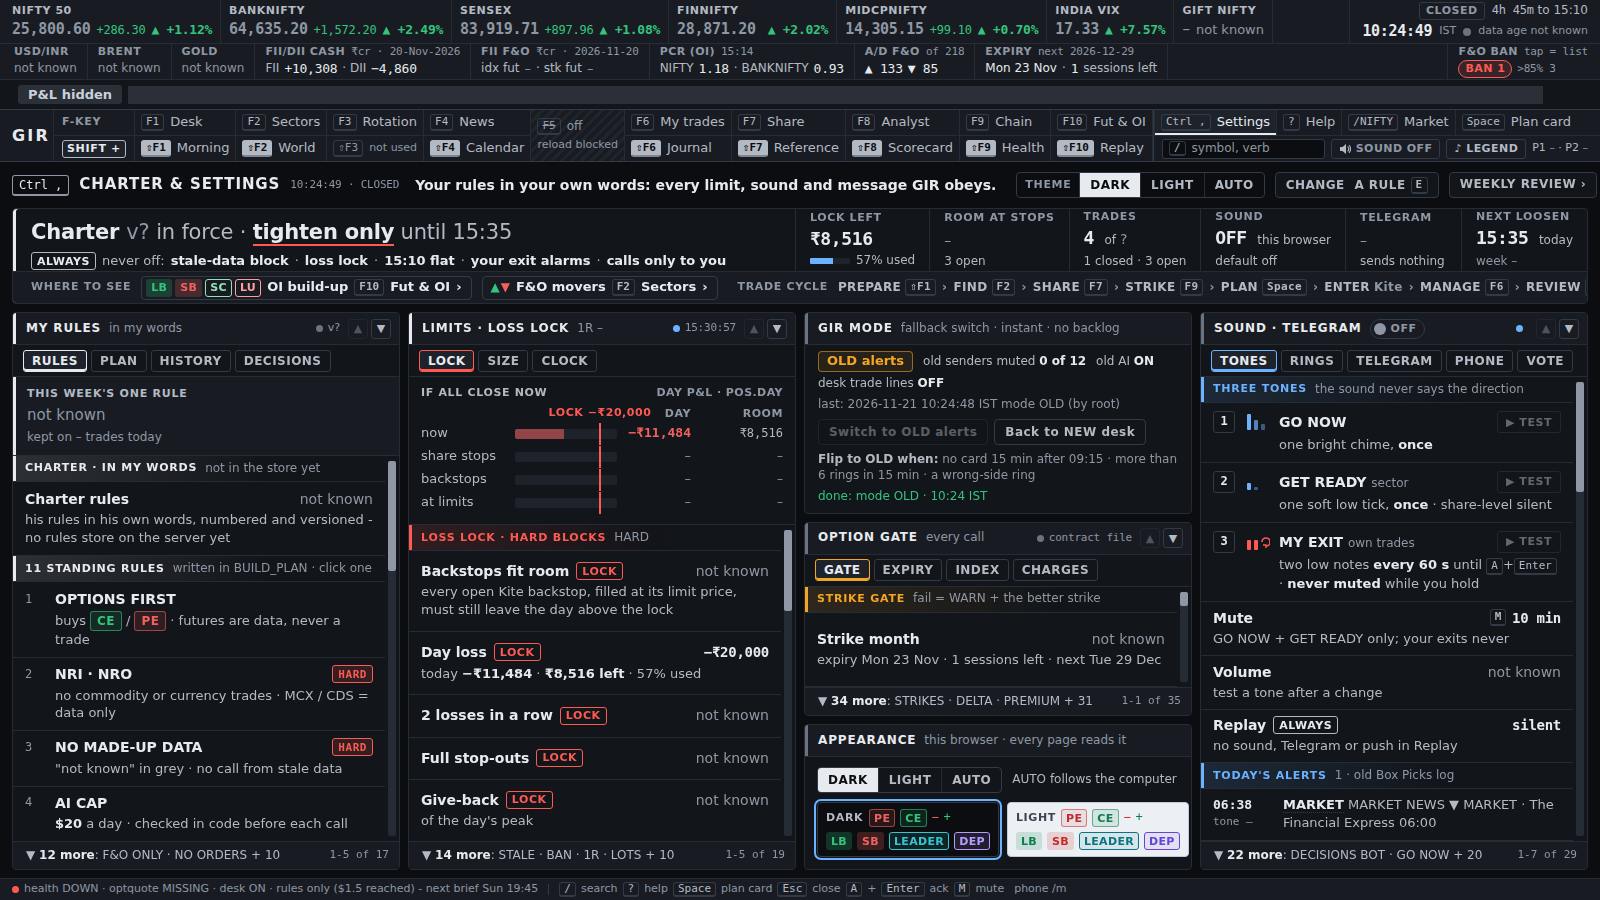 NIFTY 50 BANKNIFTY SENSEX FINNIFTY MIDCPNIFTY INDIA VIX GIFT NIFTY CLOSED 4h 45m to 15:10
25,800.60 +286.30 ▲ +1.12% 64,635.20 +1,572.20 ▲ +2.49% 83,919.71 +897.96 ▲ +1.08% 28,871.20 ▲ +2.02% 14,305.15 +99.10 ▲ +0.70% 17.33 ▲ +7.57% – not known 10:24:49 IST data age not known
USD/INR BRENT GOLD FII/DII CASH ₹cr · 20-Nov-2026 FII F&O ₹cr · 2026-11-20 PCR (OI) 15:14 A/D F&O of 218 EXPIRY next 2026-12-29 F&O BAN tap = list
not known not known not known FII +10,308 · DII −4,860 idx fut – · stk fut – NIFTY 1.18 · BANKNIFTY 0.93 ▲ 133 ▼ 85 Mon 23 Nov · 1 sessions left BAN 1 >85% 3
P&L hidden
GIR F-KEY F1 Desk F2 Sectors F3 Rotation F4 News F5 off F6 My trades F7 Share F8 Analyst F9 Chain F10 Fut & OI Ctrl , Settings ? Help /NIFTY Market Space Plan card
SHIFT + ⇧F1 Morning ⇧F2 World ⇧F3 not used ⇧F4 Calendar reload blocked ⇧F6 Journal ⇧F7 Reference ⇧F8 Scorecard ⇧F9 Health ⇧F10 Replay / symbol, verb SOUND OFF ♪ LEGEND P1 – · P2 –
Ctrl , CHARTER & SETTINGS 10:24:49 · CLOSED Your rules in your own words: every limit, sound and message GIR obeys. THEME DARK LIGHT AUTO CHANGE A RULE E WEEKLY REVIEW ›
Charter v? in force · tighten only until 15:35
ALWAYS never off: stale-data block · loss lock · 15:10 flat · your exit alarms · calls only to you
LOCK LEFT ROOM AT STOPS TRADES SOUND TELEGRAM NEXT LOOSEN
₹8,516 – 4 of ? OFF this browser – 15:35 today
57% used 3 open 1 closed · 3 open default off sends nothing week –
WHERE TO SEE LB SB SC LU OI build-up F10 Fut & OI › ▲▼ F&O movers F2 Sectors › TRADE CYCLE PREPARE ⇧F1 › FIND F2 › SHARE F7 › STRIKE F9 › PLAN Space › ENTER Kite › MANAGE F6 › REVIEW
MY RULES in my words v? ▲ ▼
RULES PLAN HISTORY DECISIONS
THIS WEEK'S ONE RULE
not known
kept on – trades today
CHARTER · IN MY WORDS not in the store yet
Charter rules not known
his rules in his own words, numbered and versioned -
no rules store on the server yet
11 STANDING RULES written in BUILD_PLAN · click one
1 OPTIONS FIRST
buys CE / PE · futures are data, never a
trade
2 NRI · NRO HARD
no commodity or currency trades · MCX / CDS =
data only
3 NO MADE-UP DATA HARD
"not known" in grey · no call from stale data
4 AI CAP
$20 a day · checked in code before each call
▼ 12 more: F&O ONLY · NO ORDERS + 10 1-5 of 17
LIMITS · LOSS LOCK 1R – 15:30:57 ▲ ▼
LOCK SIZE CLOCK
IF ALL CLOSE NOW DAY P&L · POS.DAY
LOCK −₹20,000 DAY ROOM
now −₹11,484 ₹8,516
share stops – –
backstops – –
at limits – –
LOSS LOCK · HARD BLOCKS HARD
Backstops fit room LOCK not known
every open Kite backstop, filled at its limit price,
must still leave the day above the lock
Day loss LOCK −₹20,000
today −₹11,484 · ₹8,516 left · 57% used
2 losses in a row LOCK not known
Full stop-outs LOCK not known
Give-back LOCK not known
of the day's peak
▼ 14 more: STALE · BAN · 1R · LOTS + 10 1-5 of 19
GIR MODE fallback switch · instant · no backlog
OLD alerts old senders muted 0 of 12 old AI ON
desk trade lines OFF
last: 2026-11-21 10:24:48 IST mode OLD (by root)
Switch to OLD alerts Back to NEW desk
Flip to OLD when: no card 15 min after 09:15 · more than
6 rings in 15 min · a wrong-side ring
done: mode OLD · 10:24 IST
OPTION GATE every call contract file ▲ ▼
GATE EXPIRY INDEX CHARGES
STRIKE GATE fail = WARN + the better strike
Strike month not known
expiry Mon 23 Nov · 1 sessions left · next Tue 29 Dec
▼ 34 more: STRIKES · DELTA · PREMIUM + 31 1-1 of 35
APPEARANCE this browser · every page reads it
DARK LIGHT AUTO AUTO follows the computer
DARK PE CE – + LIGHT PE CE – +
LB SB LEADER DEP LB SB LEADER DEP
SOUND · TELEGRAM OFF ▲ ▼
TONES RINGS TELEGRAM PHONE VOTE
THREE TONES the sound never says the direction
1 GO NOW ▶ TEST
one bright chime, once
2 GET READY sector ▶ TEST
one soft low tick, once · share-level silent
3 MY EXIT own trades ▶ TEST
two low notes every 60 s until A+Enter
· never muted while you hold
Mute M 10 min
GO NOW + GET READY only; your exits never
Volume not known
test a tone after a change
Replay ALWAYS silent
no sound, Telegram or push in Replay
TODAY'S ALERTS 1 · old Box Picks log
06:38 MARKET MARKET NEWS ▼ MARKET · The
tone – Financial Express 06:00
▼ 22 more: DECISIONS BOT · GO NOW + 20 1-7 of 29
health DOWN · optquote MISSING · desk ON · rules only ($1.5 reached) - next brief Sun 19:45 / search ? help Space plan card Esc close A + Enter ack M mute phone /m